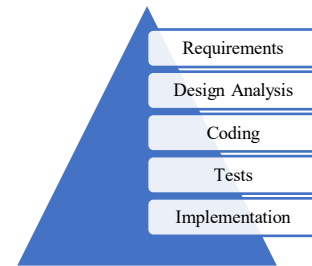 Requirements
Design Analysis
Coding
Tests
Implementation